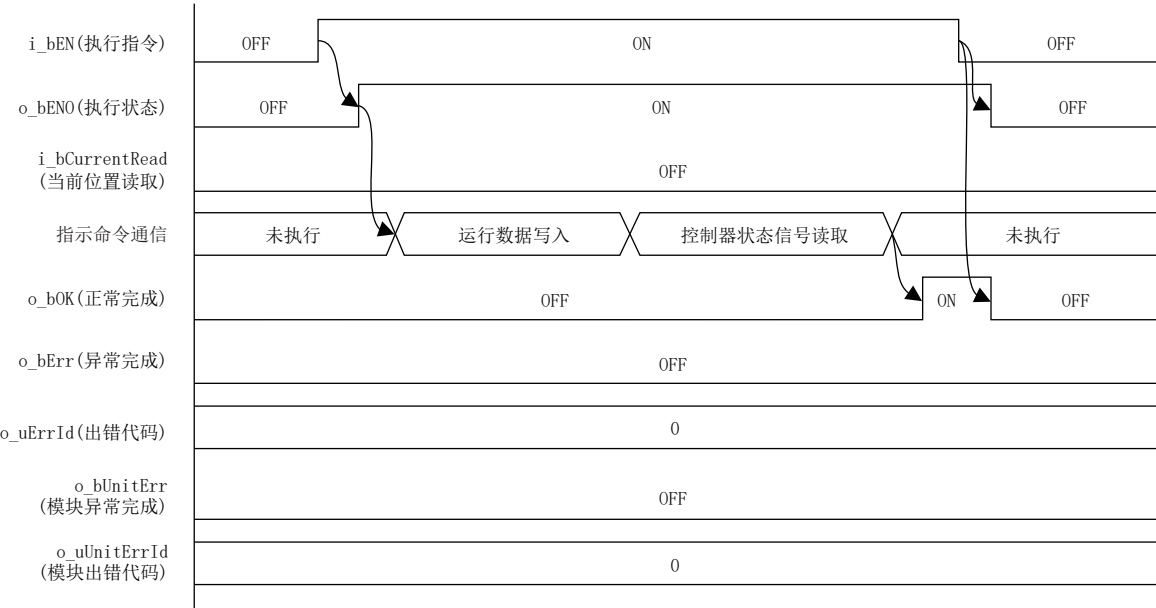 i_bEN(执行指令)
OFF
ON
OFF
o_bENO(执行状态)
OFF
ON
OFF
i_bCurrentRead
(当前位置读取)
OFF
指示命令通信
未执行
运行数据写入
控制器状态信号读取
未执行
o_bOK(正常完成)
OFF
ON
OFF
o_bErr(异常完成)
OFF
o_uErrId(出错代码)
0
o_bUnitErr
(模块异常完成)
OFF
o_uUnitErrId
(模块出错代码)
0